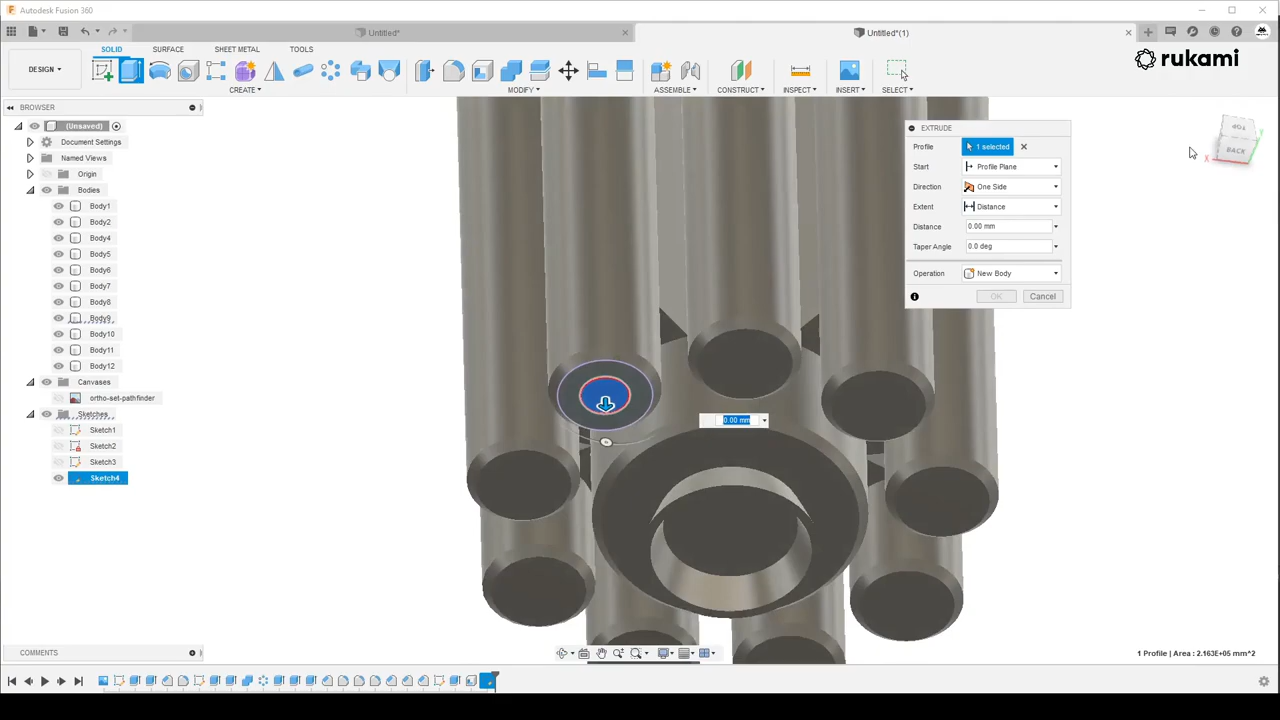 Autodesk Fusion 360
Untitled*
Untitled*(1)
SOLID
SURFACE
SHEET METAL
TOOLS
DESIGN
CREATE
MODIFY
ASSEMBLE
CONSTRUCT
INSPECT
INSERT
SELECT
rukami
BROWSER
(Unsaved)
Document Settings
Named Views
Origin
Bodies
Body1
Body2
Body4
Body5
Body6
Body7
Body8
Body9
Body10
Body11
Body12
Canvases
ortho-set-pathfinder
Sketches
Sketch1
Sketch2
Sketch3
Sketch4
EXTRUDE
Profile 1 selected
Start Profile Plane
Direction One Side
Extent Distance
Distance 0.00 mm
Taper Angle 0.0 deg
Operation New Body
OK Cancel
TOP
BACK
X
Y
0.00 mm
COMMENTS
1 Profile | Area : 2.163E+05 mm^2